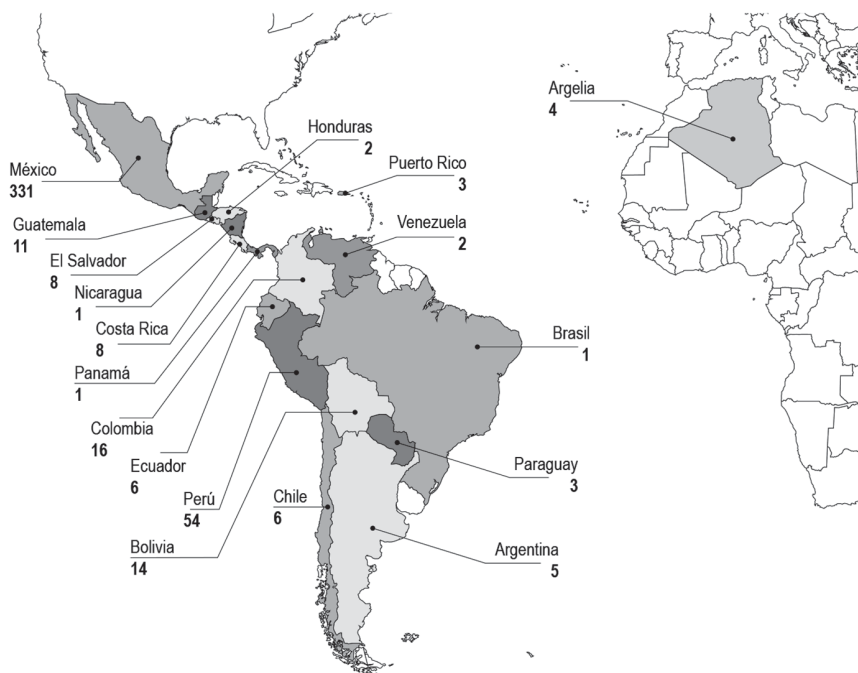 Honduras
2
Argelia
4
México
331
Puerto Rico
3
Guatemala
11
Venezuela
2
El Salvador
8
Nicaragua
1
Costa Rica
8
Brasil
1
Panamá
1
Colombia
16
Ecuador
6
Paraguay
3
Perú
54
Chile
6
Bolivia
14
Argentina
5